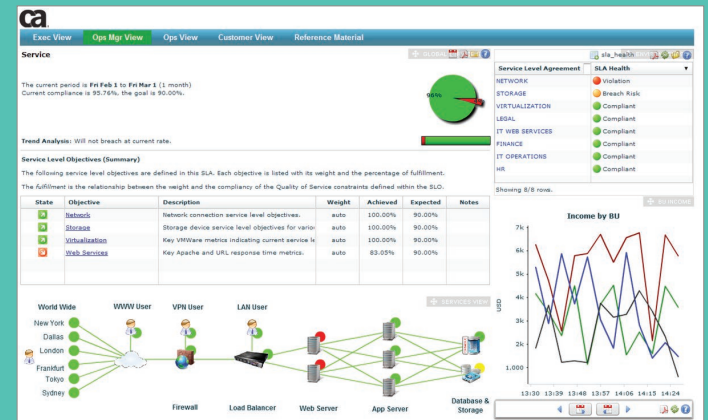 ca
Exec View Ops Mgr View Ops View Customer View Reference Material
Service
GLOBAL
sla_health
The current period is Fri Feb 1 to Fri Mar 1 (1 month)
Current compliance is 95.76%, the goal is 90.00%.
96%
Trend Analysis: Will not breach at current rate.
Service Level Agreement SLA Health
NETWORK Violation
STORAGE Breach Risk
VIRTUALIZATION Compliant
LEGAL Compliant
IT WEB SERVICES Compliant
FINANCE Compliant
IT OPERATIONS Compliant
HR Compliant
Showing 8/8 rows.
Service Level Objectives (Summary)
The following service level objectives are defined in this SLA. Each objective is listed with its weight and the percentage of fulfillment.
The fulfillment is the relationship between the weight and the compliancy of the Quality of Service constraints defined within the SLO.
State Objective Description Weight Achieved Expected Notes
Network Network connection service level objectives. auto 100.00% 90.00%
Storage Storage device service level objectives for variou auto 100.00% 90.00%
Virtualization Key VMWare metrics indicating current service le auto 100.00% 90.00%
Web Services Key Apache and URL response time metrics. auto 83.05% 90.00%
SERVICES VIEW
World Wide WWW User VPN User LAN User
New York
Dallas
London
Frankfurt
Tokyo
Sydney
Firewall Load Balancer Web Server App Server Database & Storage
BU INCOME
Income by BU
USD
7k
6k
5k
4k
3k
2k
1,000
13:30 13:39 13:48 13:57 14:06 14:15 14:24